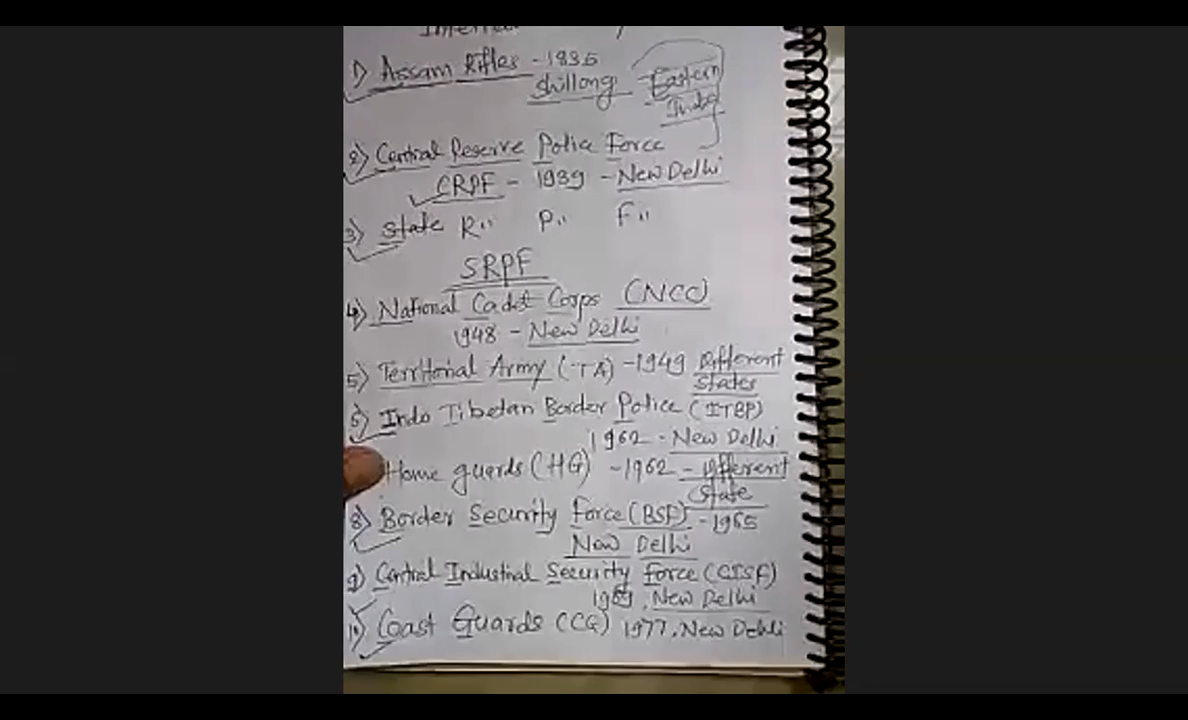 1) Assam Rifles - 1835
Shillong Eastern
India
2) Central Reserve Police Force
CRPF - 1939 - New Delhi
3) State R" P" F"
SRPF
4) National Cadet Corps (NCC)
1948 - New Delhi
5) Territorial Army (TA) - 1949 Different
States
6) Indo Tibetan Border Police (ITBP)
1962 - New Delhi
Home guards (HG) - 1962 - Different
State
8) Border Security Force (BSF) - 1965
New Delhi
9) Central Industrial Security Force (CISF)
1969, New Delhi
10) Coast Guards (CG) 1977, New Dehli